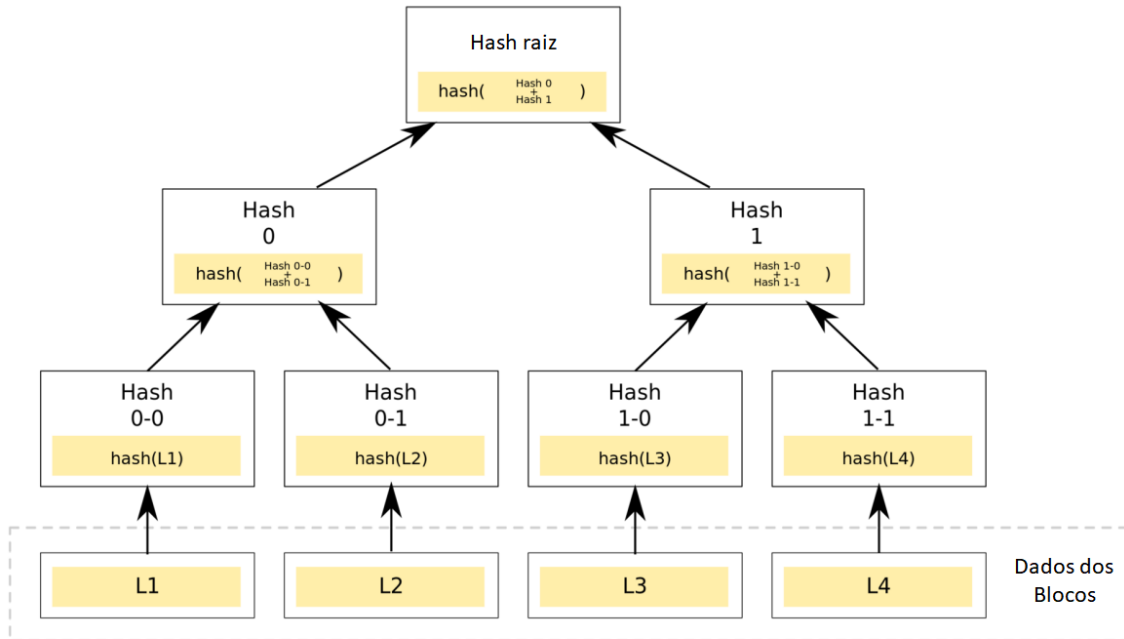 Hash raiz
hash( Hash 0 + Hash 1 )
Hash
0
hash( Hash 0-0 + Hash 0-1 )
Hash
1
hash( Hash 1-0 + Hash 1-1 )
Hash
0-0
hash(L1)
Hash
0-1
hash(L2)
Hash
1-0
hash(L3)
Hash
1-1
hash(L4)
L1
L2
L3
L4
Dados dos
Blocos